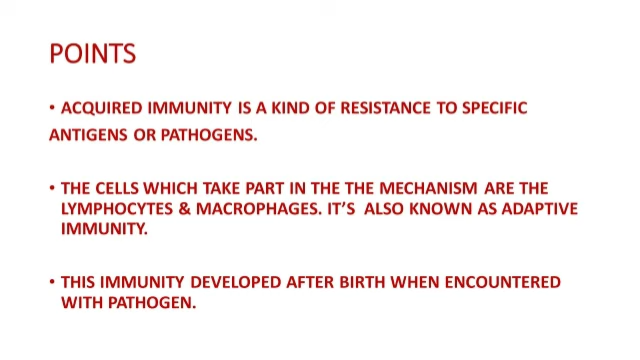 POINTS
• ACQUIRED IMMUNITY IS A KIND OF RESISTANCE TO SPECIFIC
ANTIGENS OR PATHOGENS.
• THE CELLS WHICH TAKE PART IN THE THE MECHANISM ARE THE
LYMPHOCYTES & MACROPHAGES. IT'S ALSO KNOWN AS ADAPTIVE
IMMUNITY.
• THIS IMMUNITY DEVELOPED AFTER BIRTH WHEN ENCOUNTERED
WITH PATHOGEN.